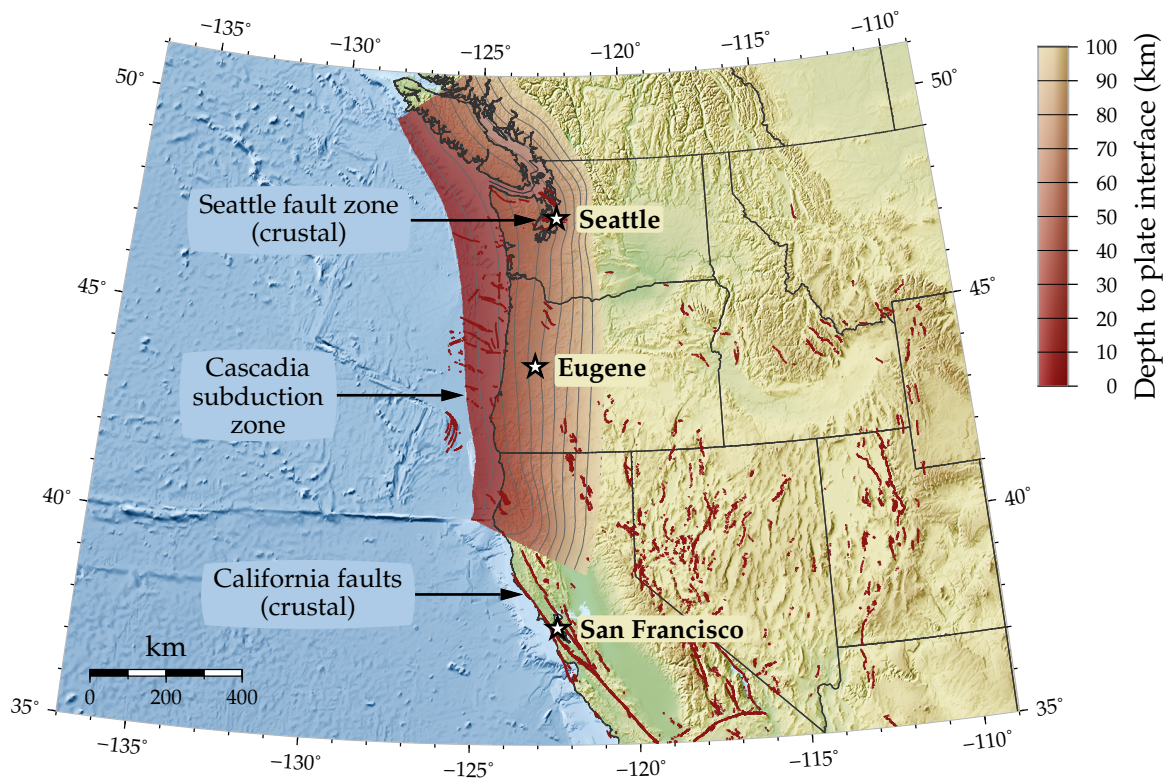 −135°
−130°
−125°
−120°
−115°
−110°
50°
50°
45°
45°
40°
40°
35°
35°
−135°
−130°
−125°
−120°
−115°
−110°
Seattle fault zone
(crustal)
Seattle
Cascadia
subduction
zone
Eugene
California faults
(crustal)
San Francisco
km
0 200 400
100
90
80
70
60
50
40
30
20
10
0
Depth to plate interface (km)